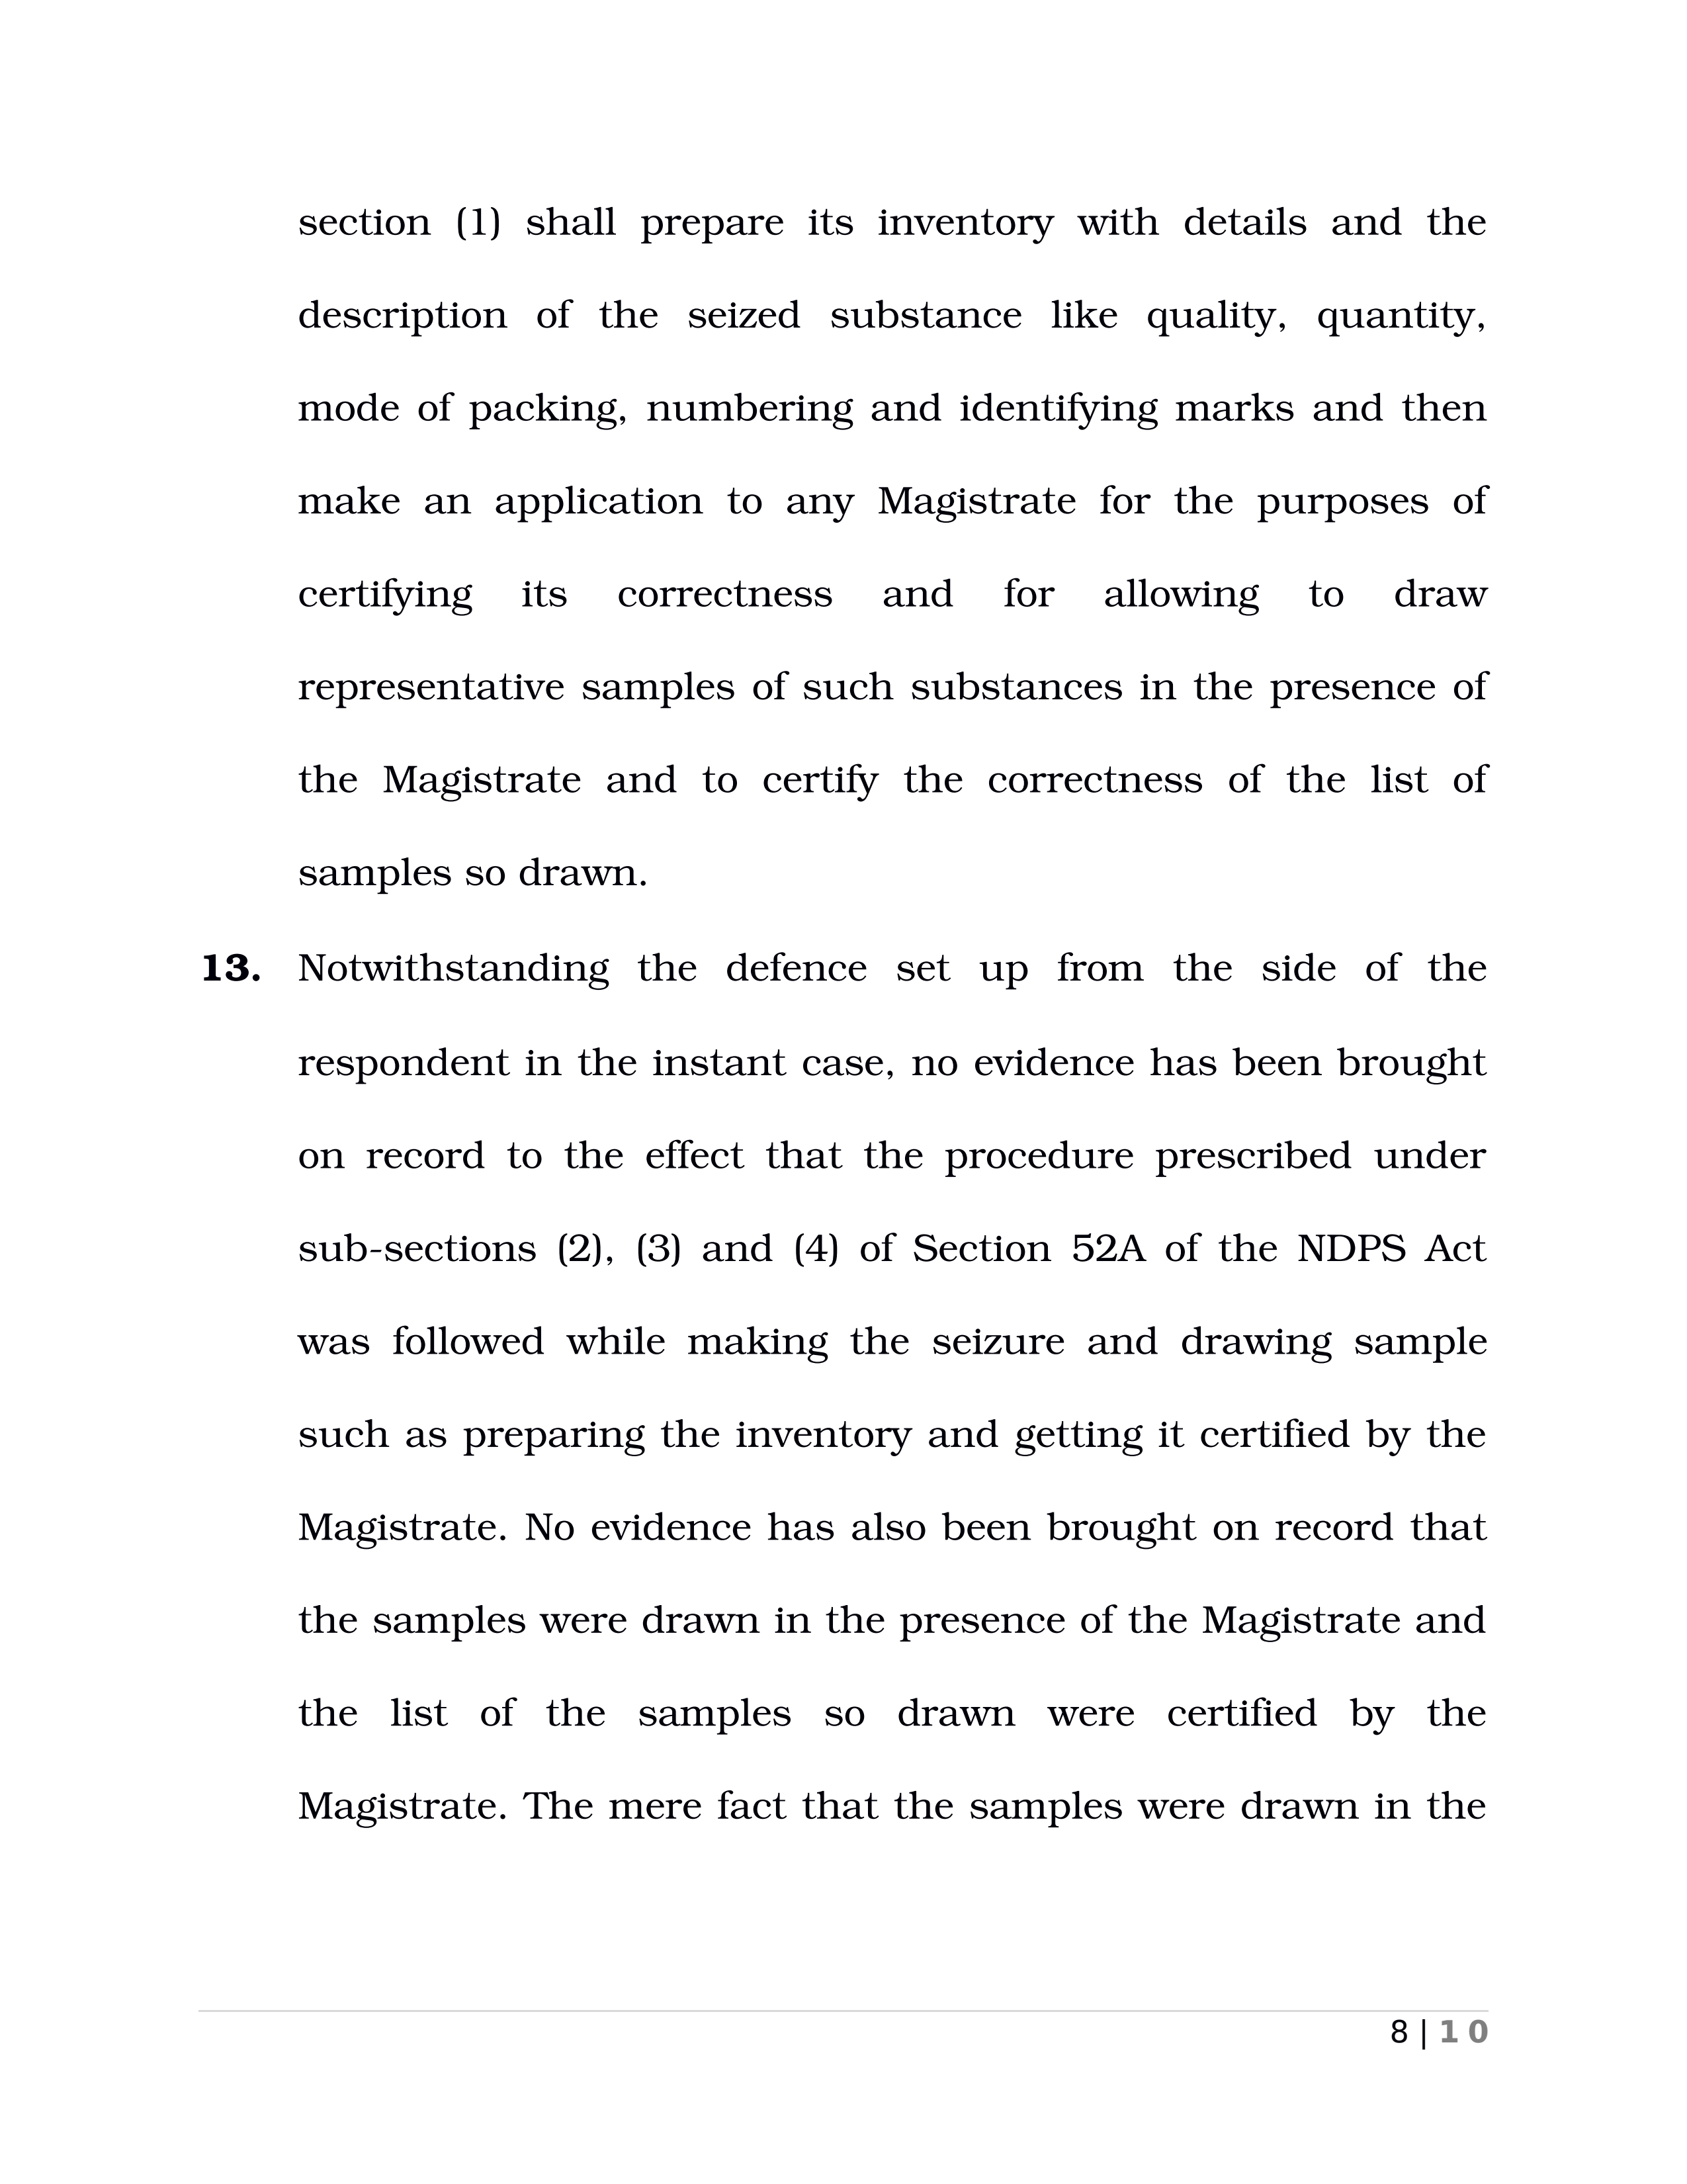 section (1) shall prepare its inventory with details and the
description of the seized substance like quality, quantity,
mode of packing, numbering and identifying marks and then
make an application to any Magistrate for the purposes of
certifying its correctness and for allowing to draw
representative samples of such substances in the presence of
the Magistrate and to certify the correctness of the list of
samples so drawn.
13. Notwithstanding the defence set up from the side of the
respondent in the instant case, no evidence has been brought
on record to the effect that the procedure prescribed under
sub-sections (2), (3) and (4) of Section 52A of the NDPS Act
was followed while making the seizure and drawing sample
such as preparing the inventory and getting it certified by the
Magistrate. No evidence has also been brought on record that
the samples were drawn in the presence of the Magistrate and
the list of the samples so drawn were certified by the
Magistrate. The mere fact that the samples were drawn in the
8 | 1 0